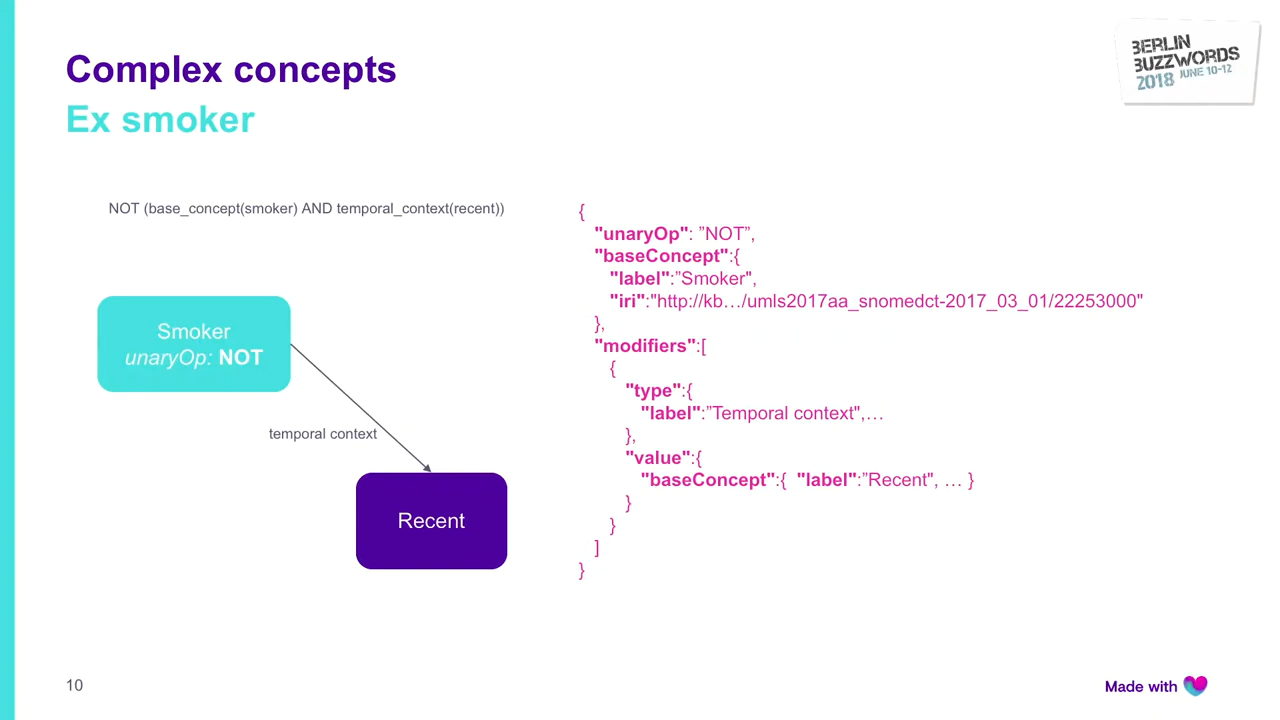 Complex concepts
Ex smoker
BERLIN
BUZZWORDS
2018 JUNE 10-12
NOT (base_concept(smoker) AND temporal_context(recent))
Smoker
unaryOp: NOT
temporal context
Recent
{
"unaryOp": ”NOT”,
"baseConcept":{
"label":”Smoker",
"iri":"http://kb…/umls2017aa_snomedct-2017_03_01/22253000"
},
"modifiers":[
{
"type":{
"label":”Temporal context",…
},
"value":{
"baseConcept":{ "label":”Recent", … }
}
}
]
}
10
Made with